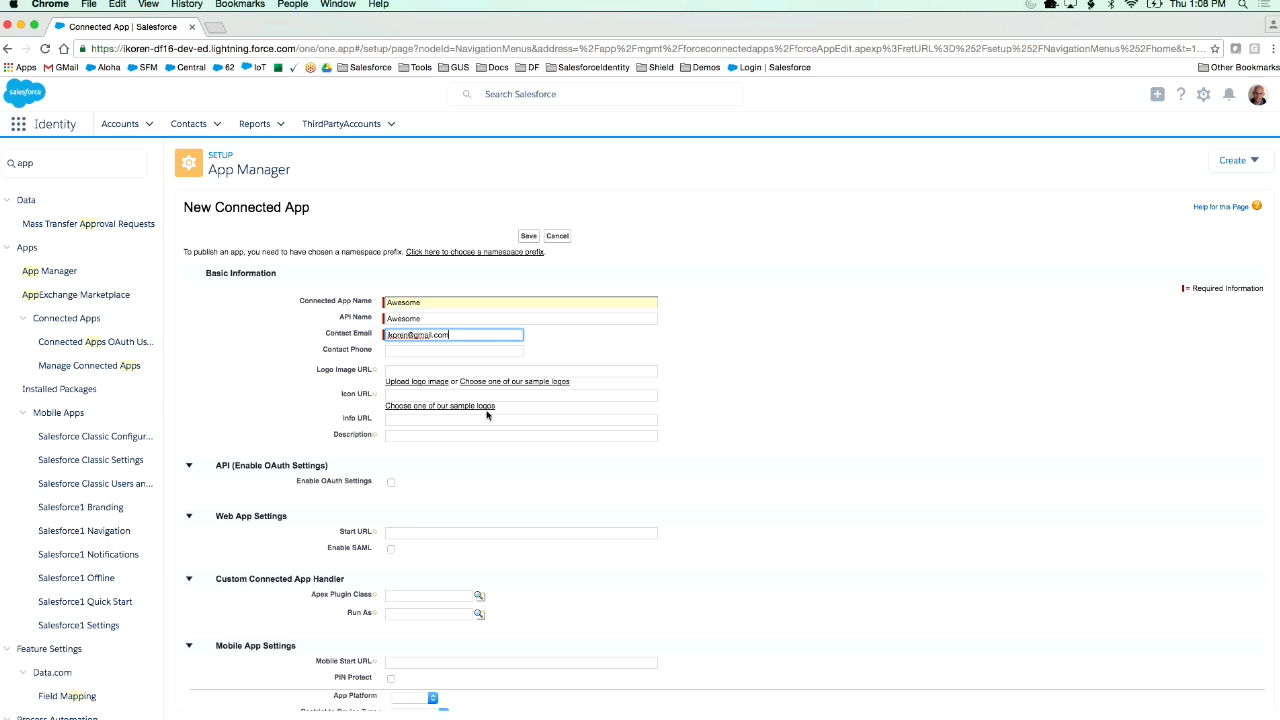 Chrome File Edit View History Bookmarks People Window Help Thu 1:08 PM
Connected App | Salesforce
https://ikoren-df16-dev-ed.lightning.force.com/one/one.app#/setup/page?nodeId=NavigationMenus&address=%2Fapp%2Fmgmt%2Fforceconnectedapps%2FforceAppEdit.apexp%3FretURL%3D%252Fsetup%252FNavigationMenus%252Fhome&t=1...
Apps GMail Aloha SFM Central 62 IoT Salesforce Tools GUS Docs DF SalesforceIdentity Shield Demos Login | Salesforce Other Bookmarks
salesforce
Search Salesforce
Identity Accounts Contacts Reports ThirdPartyAccounts
app
SETUP
App Manager
Create
Data
Mass Transfer Approval Requests
Apps
App Manager
AppExchange Marketplace
Connected Apps
Connected Apps OAuth Us...
Manage Connected Apps
Installed Packages
Mobile Apps
Salesforce Classic Configur...
Salesforce Classic Settings
Salesforce Classic Users an...
Salesforce1 Branding
Salesforce1 Navigation
Salesforce1 Notifications
Salesforce1 Offline
Salesforce1 Quick Start
Salesforce1 Settings
Feature Settings
Data.com
Field Mapping
Process Automation
New Connected App
Help for this Page
Save Cancel
To publish an app, you need to have chosen a namespace prefix. Click here to choose a namespace prefix.
Basic Information
= Required Information
Connected App Name Awesome
API Name Awesome
Contact Email ikoren@gmail.com
Contact Phone
Logo Image URL
Upload logo image or Choose one of our sample logos
Icon URL
Choose one of our sample logos
Info URL
Description
API (Enable OAuth Settings)
Enable OAuth Settings
Web App Settings
Start URL
Enable SAML
Custom Connected App Handler
Apex Plugin Class
Run As
Mobile App Settings
Mobile Start URL
PIN Protect
App Platform
Restrict to Device Type